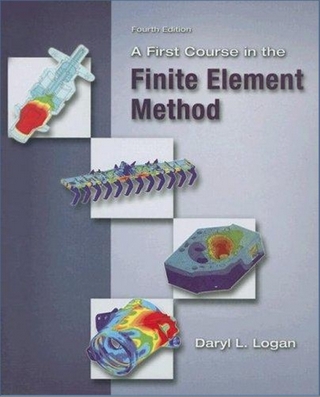 Fourth Edition
A First Course in the
Finite Element
Method
Daryl L. Logan